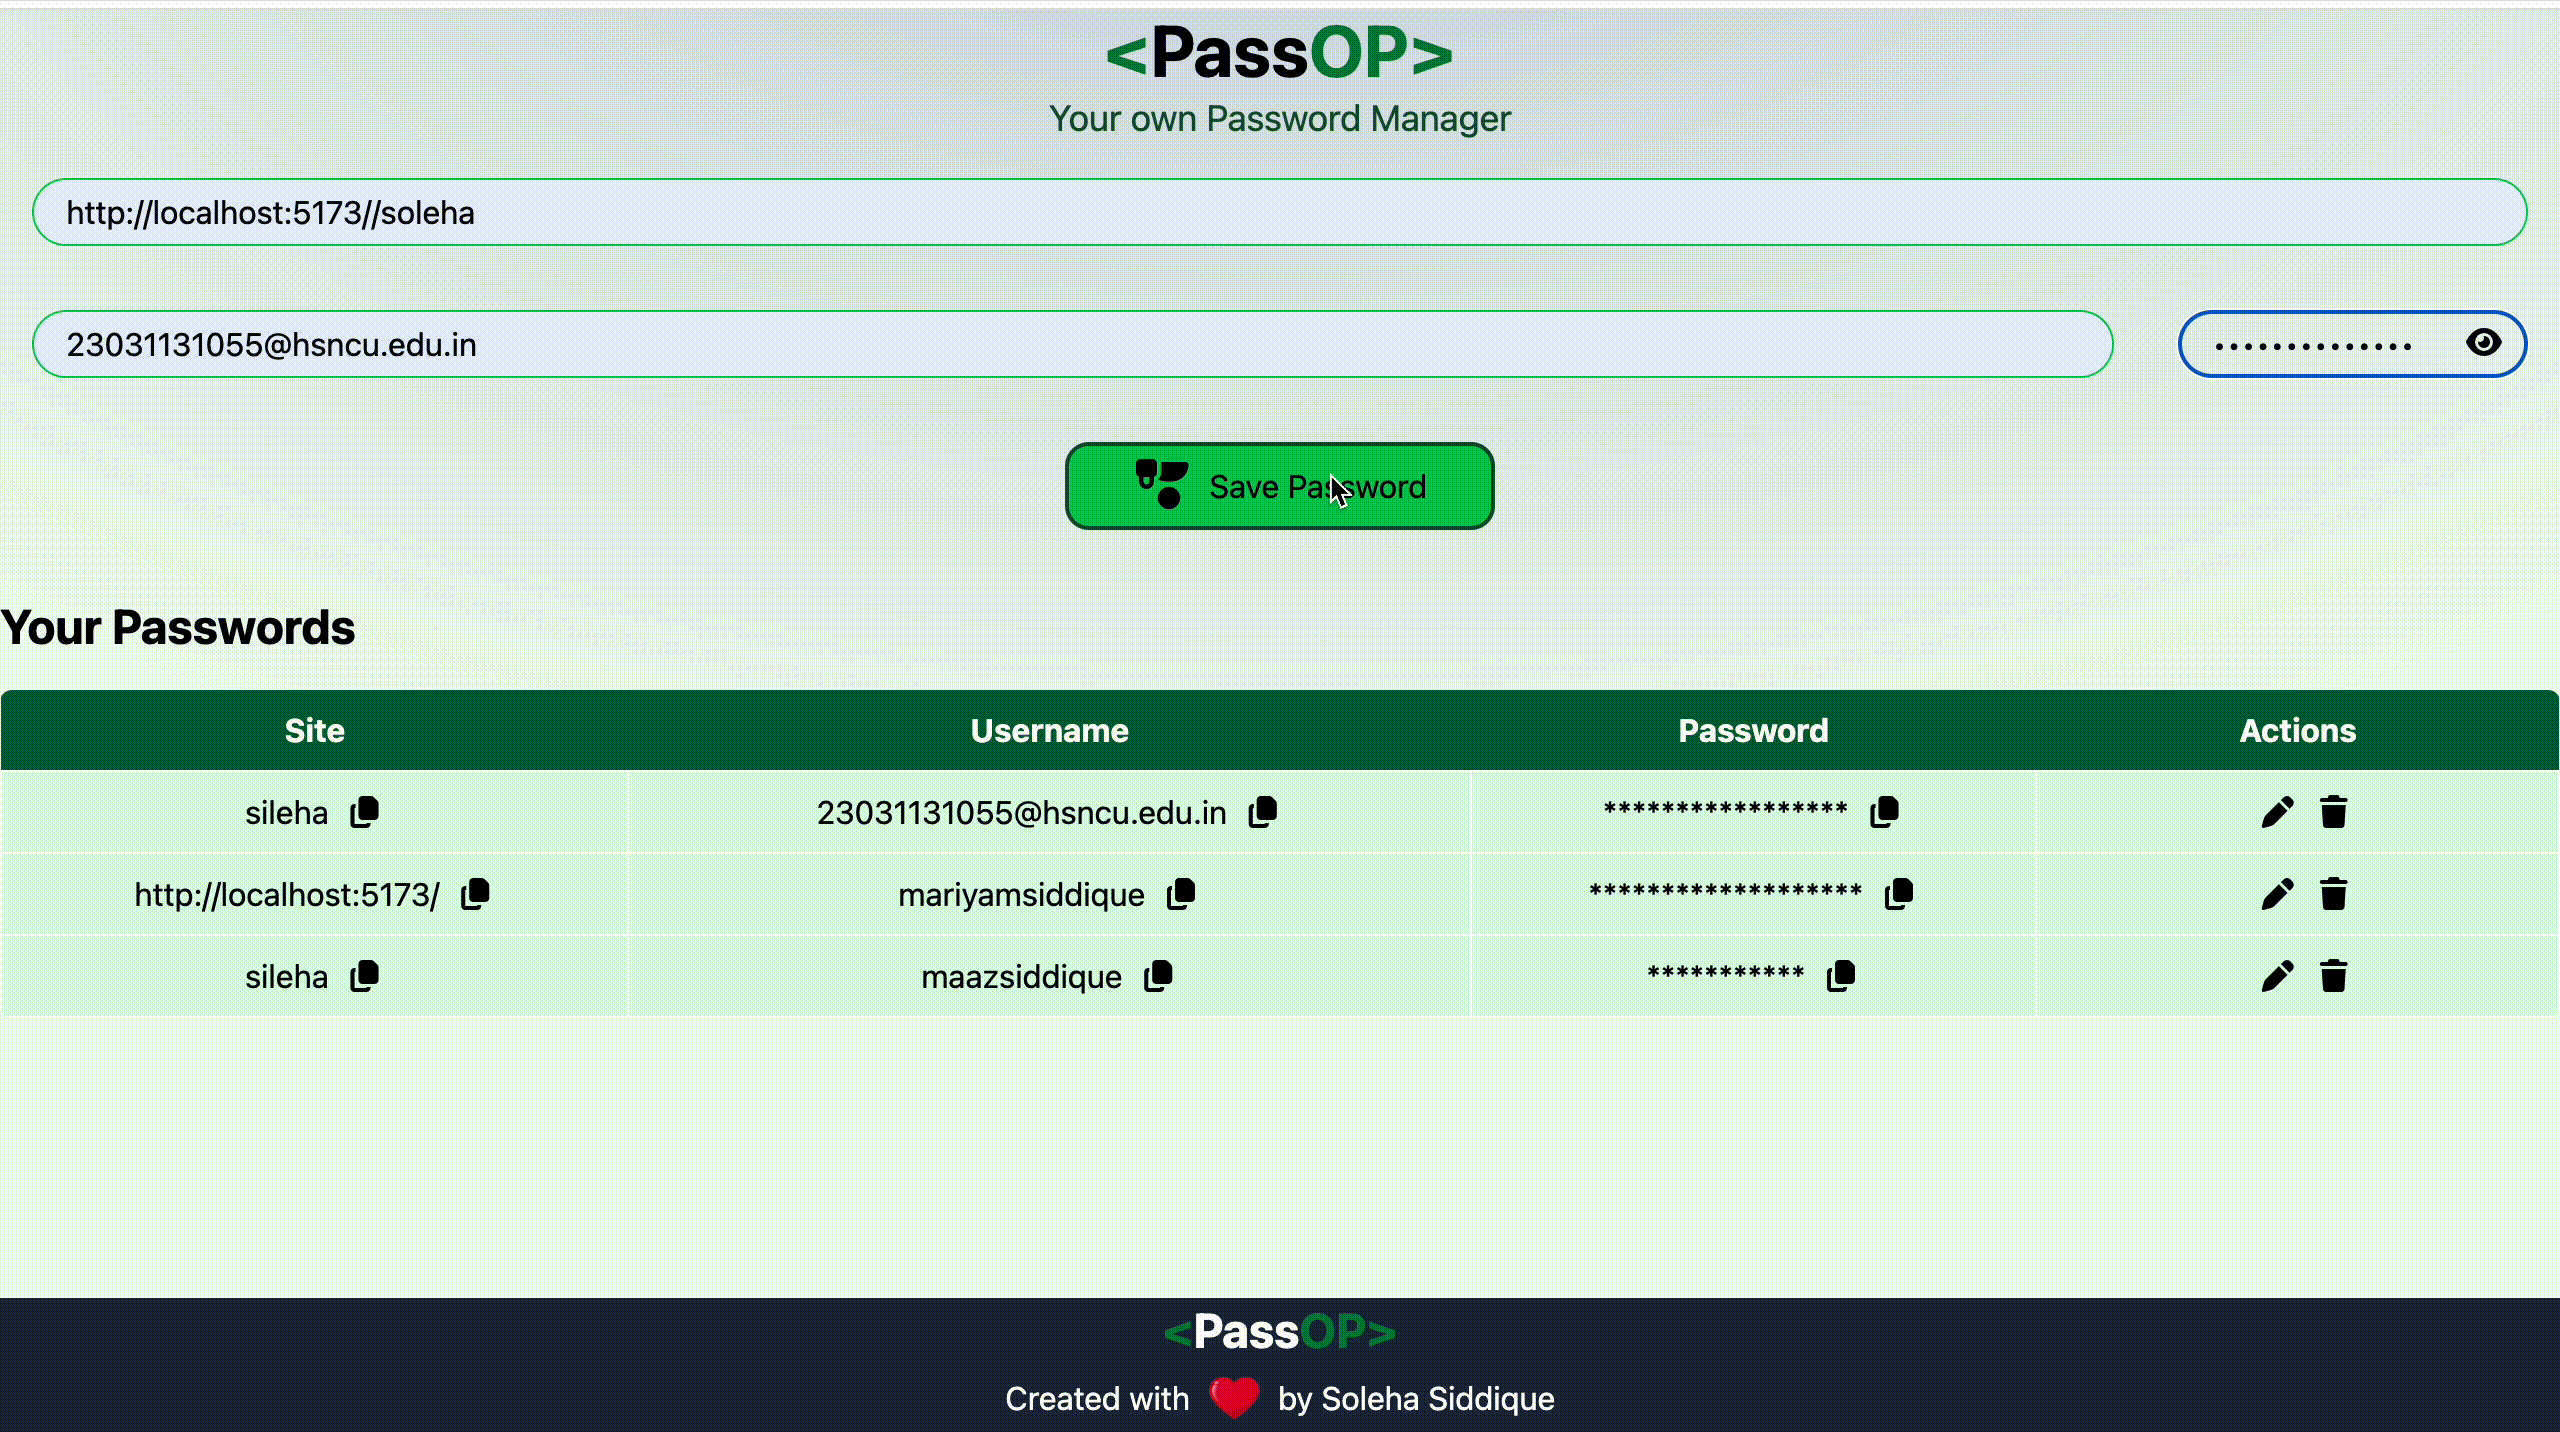 <PassOP>
Your own Password Manager
http://localhost:5173//soleha
23031131055@hsncu.edu.in ••••••••••••••
Save Password
Your Passwords
Site Username Password Actions
sileha 23031131055@hsncu.edu.in *****************
http://localhost:5173/ mariyamsiddique *******************
sileha maazsiddique ***********
<PassOP>
Created with ❤️ by Soleha Siddique